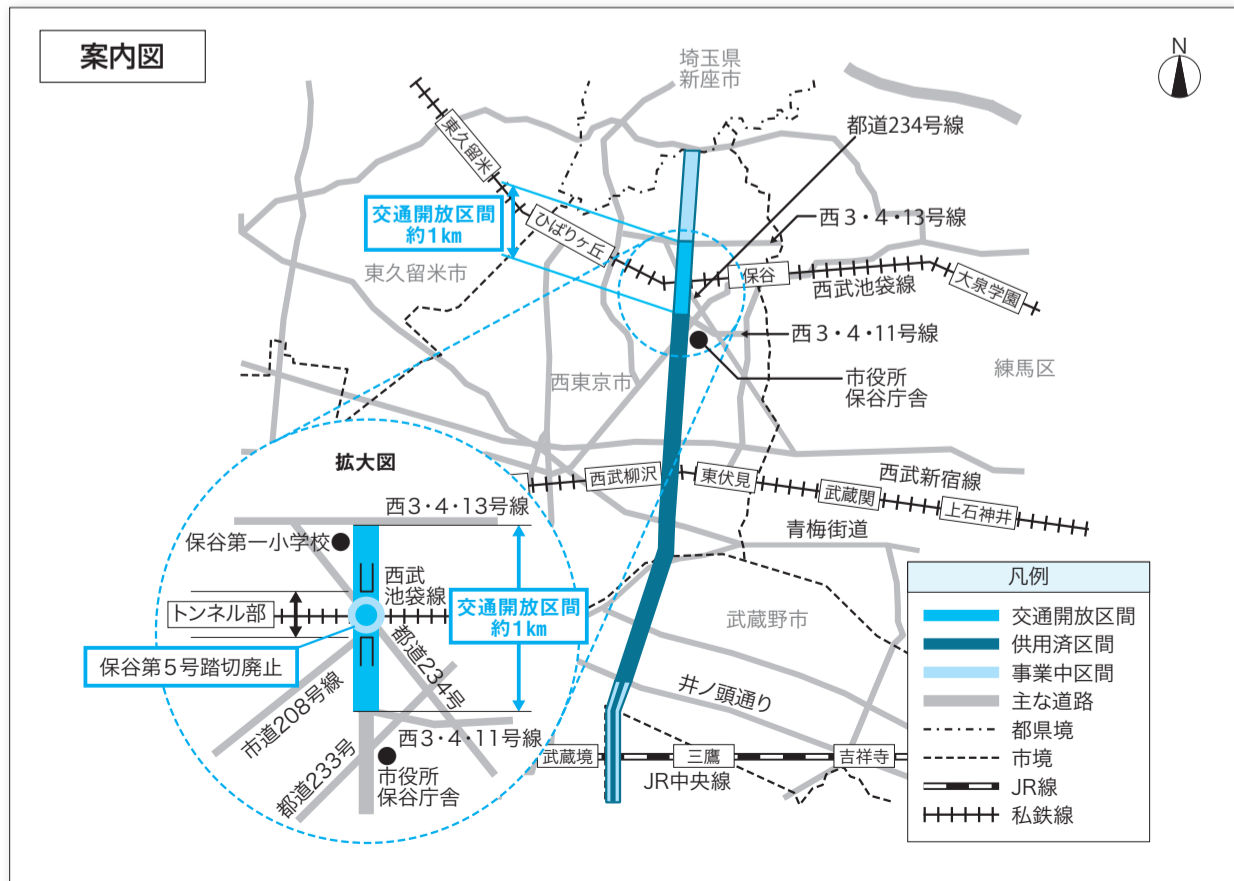 案内図
N
埼玉県
新座市
都道234号線
東久留米
交通開放区間
約1km
ひばりヶ丘
西3・4・13号線
東久留米市
保谷
西武池袋線
大泉学園
西3・4・11号線
練馬区
西東京市
市役所
保谷庁舎
拡大図
西武柳沢
東伏見
西武新宿線
武蔵関
上石神井
西3・4・13号線
青梅街道
保谷第一小学校
西武
池袋線
トンネル部
交通開放区間
約1km
保谷第5号踏切廃止
都道234号
武蔵野市
市道208号線
井ノ頭通り
西3・4・11号線
都道233号
市役所
保谷庁舎
武蔵境
三鷹
吉祥寺
JR中央線
凡例
交通開放区間
供用済区間
事業中区間
主な道路
都県境
市境
JR線
私鉄線